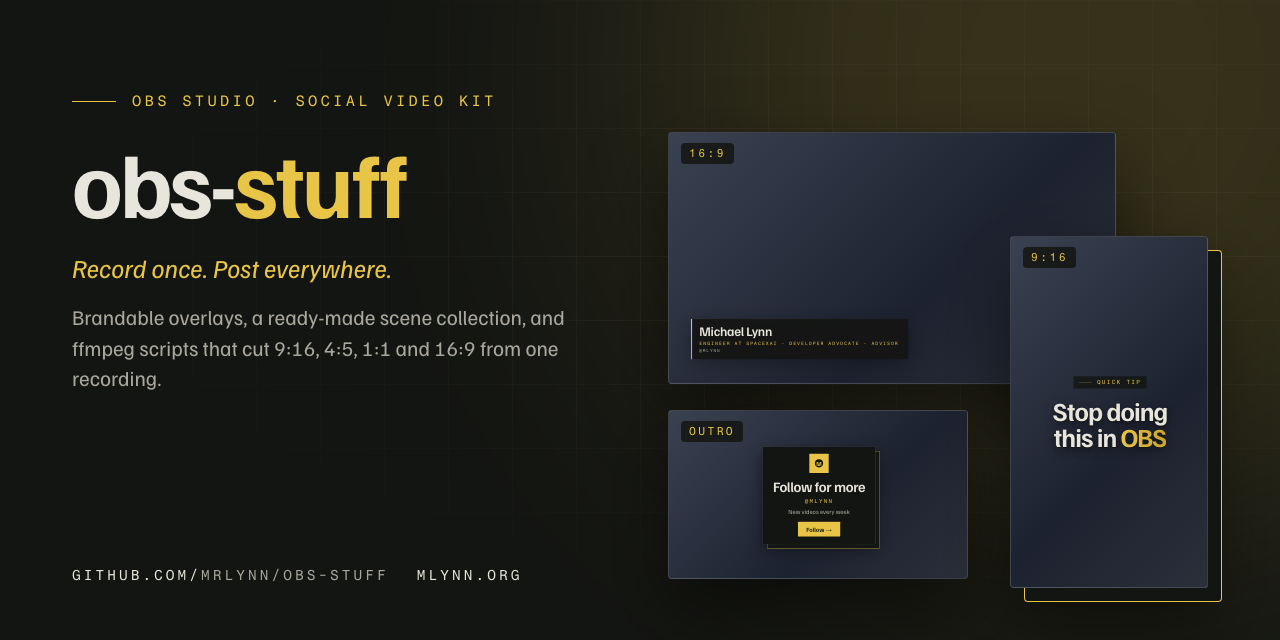 OBS STUDIO · SOCIAL VIDEO KIT
obs-stuff
Record once. Post everywhere.
Brandable overlays, a ready-made scene collection, and
ffmpeg scripts that cut 9:16, 4:5, 1:1 and 16:9 from one
recording.
GITHUB.COM/MRLYNN/OBS-STUFF MLYNN.ORG
16:9
Michael Lynn
ENGINEER AT SPACEXAI · DEVELOPER ADVOCATE · ADVISOR
@MLYNN
OUTRO
Follow for more
@MLYNN
New videos every week
Follow →
9:16
QUICK TIP
Stop doing
this in OBS